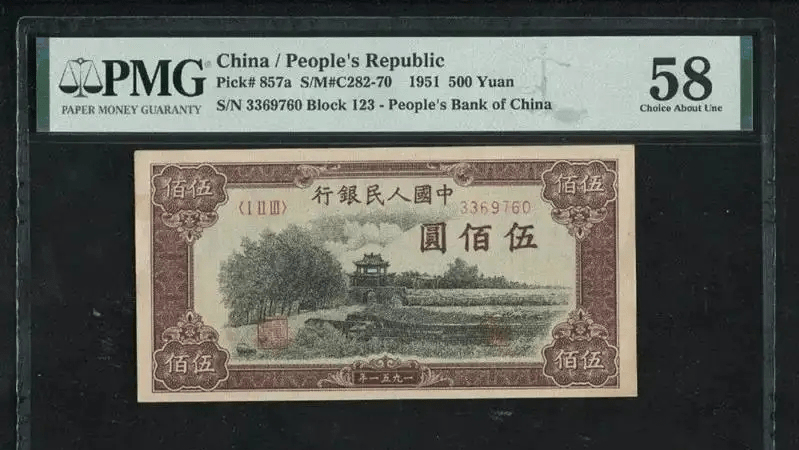 PMG
PAPER MONEY GUARANTY
China / People's Republic
Pick# 857a S/M#C282-70 1951 500 Yuan
S/N 3369760 Block 123 - People's Bank of China
58
Choice About Unc
佰伍
行銀民人國中
佰伍
〈I II III〉
3369760
圓佰伍
佰伍
年一五九一
佰伍